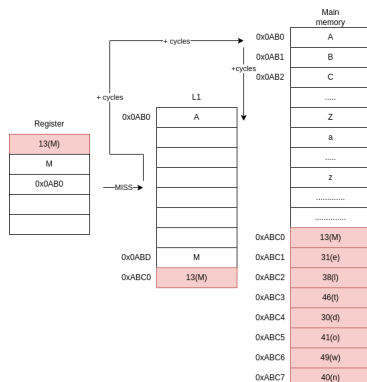 Main
memory
+ cycles
0x0AB0 A
0x0AB1 B
+cycles
0x0AB2 C
.....
+ cycles
L1
0x0AB0 A
Z
a
Register
.....
13(M)
z
M
.............
0x0AB0
MISS
..............
0xABC0 13(M)
0x0ABD M
0xABC1 31(e)
0xABC0 13(M)
0xABC2 38(l)
0xABC3 46(t)
0xABC4 30(d)
0xABC5 41(o)
0xABC6 49(w)
0xABC7 40(n)